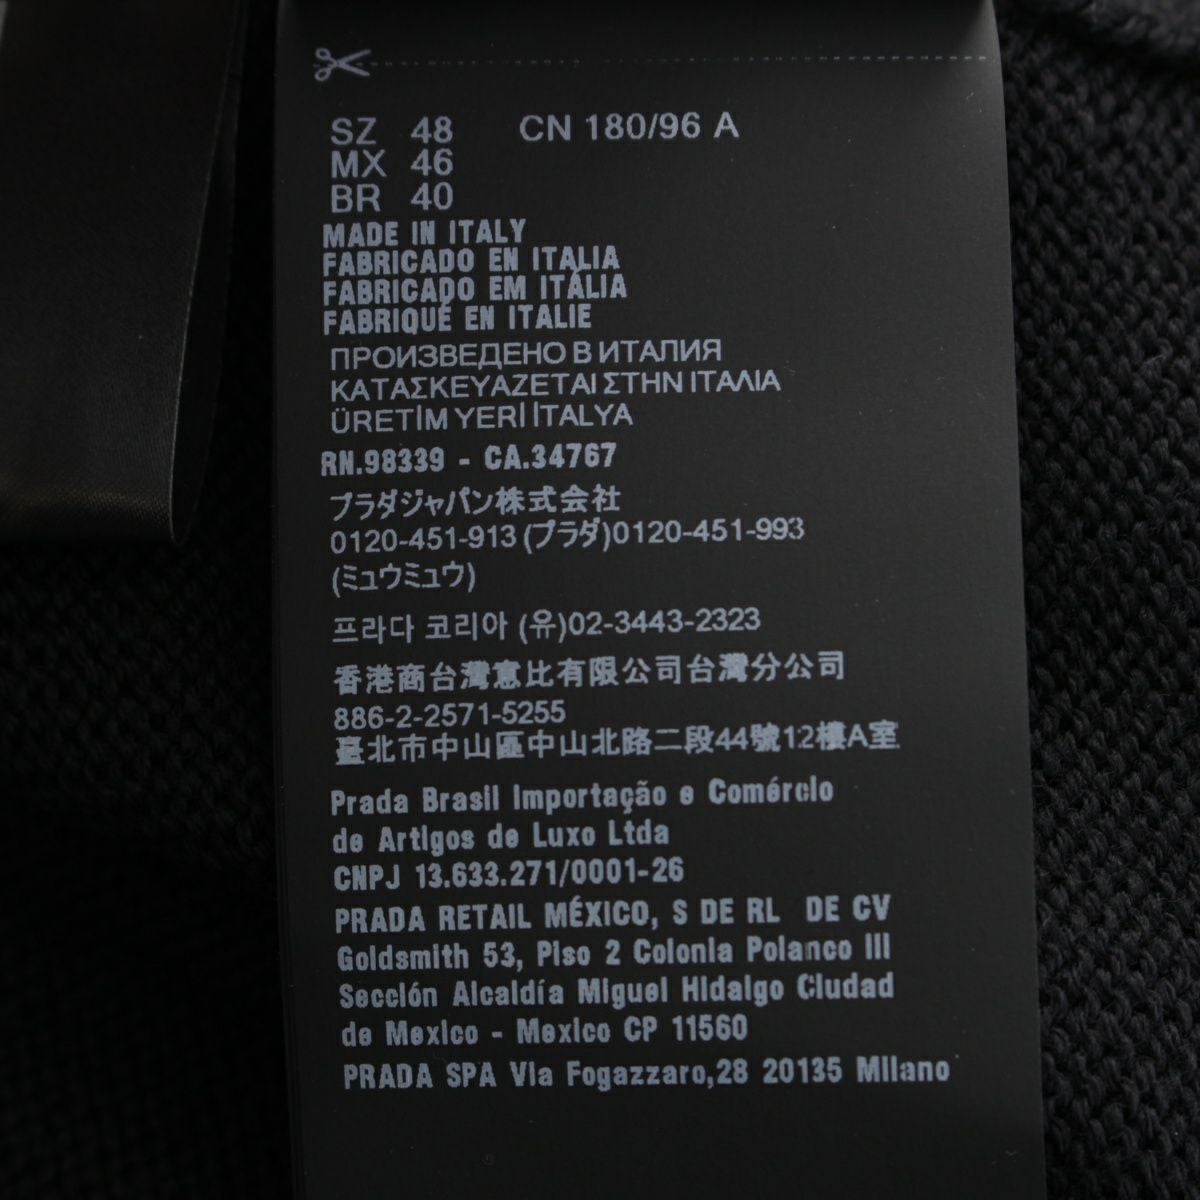 SZ 48 CN 180/96 A
MX 46
BR 40
MADE IN ITALY
FABRICADO EN ITALIA
FABRICADO EM ITÁLIA
FABRIQUÉ EN ITALIE
ПРОИЗВЕДЕНО В ИТАЛИЯ
ΚΑΤΑΣΚΕΥΑΖΕΤΑΙ ΣΤΗΝ ΙΤΑΛΙΑ
ÜRETİM YERİ İTALYA
RN.98339 - CA.34767
プラダジャパン株式会社
0120-451-913 (プラダ)0120-451-993
(ミュウミュウ)
프라다 코리아 (유)02-3443-2323
香港商台灣惠比有限公司台灣分公司
886-2-2571-5255
臺北市中山區中山北路二段44號12樓A室
Prada Brasil Importação e Comércio
de Artigos de Luxo Ltda
CNPJ 13.633.271/0001-26
PRADA RETAIL MÉXICO, S DE RL DE CV
Goldsmith 53, Piso 2 Colonia Polanco III
Sección Alcaldía Miguel Hidalgo Ciudad
de Mexico - Mexico CP 11560
PRADA SPA Via Fogazzaro,28 20135 Milano